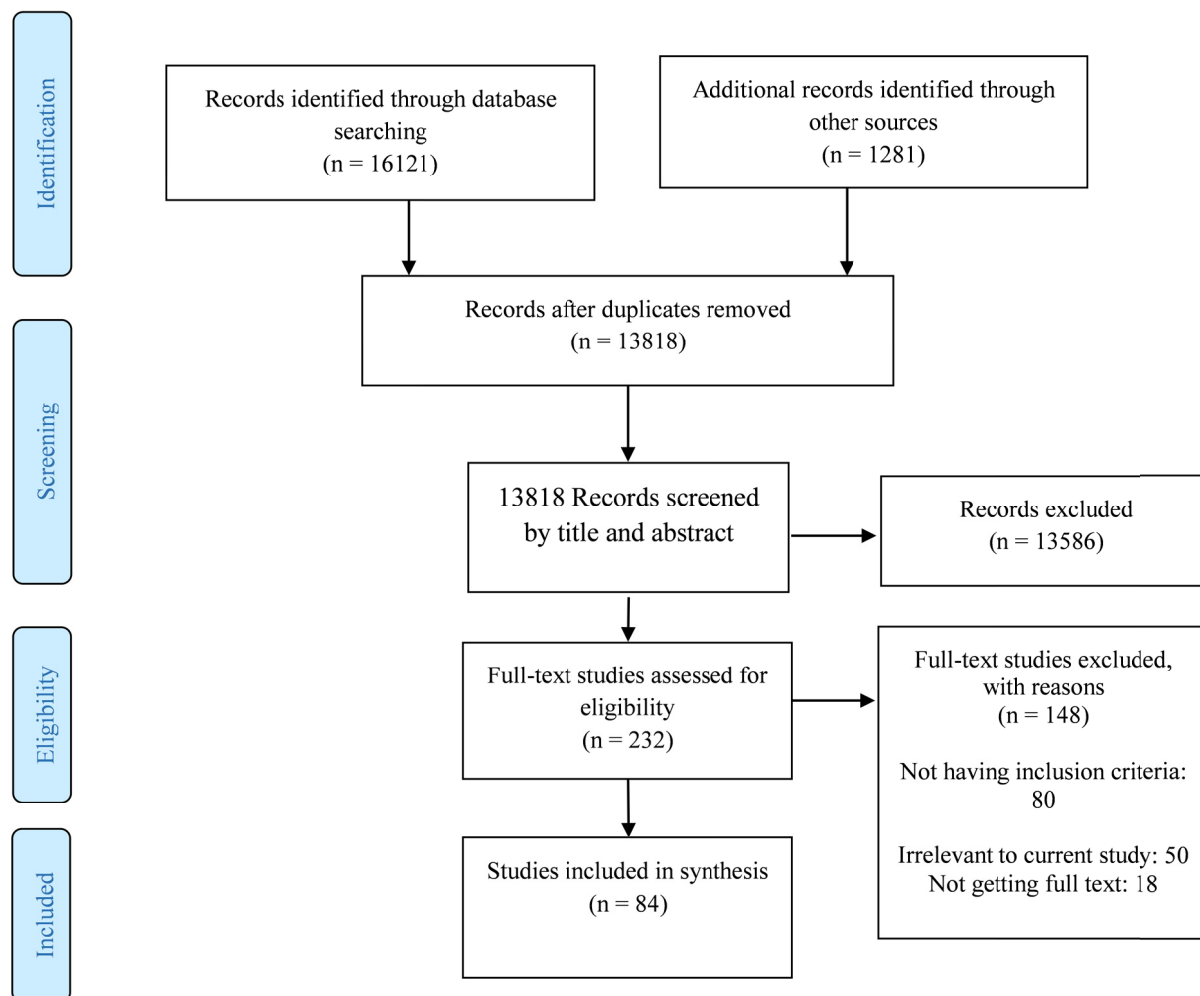 Identification
Records identified through database
searching
(n = 16121)
Additional records identified through
other sources
(n = 1281)
Records after duplicates removed
(n = 13818)
Screening
13818 Records screened
by title and abstract
Records excluded
(n = 13586)
Eligibility
Full-text studies assessed for
eligibility
(n = 232)
Full-text studies excluded,
with reasons
(n = 148)
Not having inclusion criteria:
80
Irrelevant to current study: 50
Not getting full text: 18
Included
Studies included in synthesis
(n = 84)